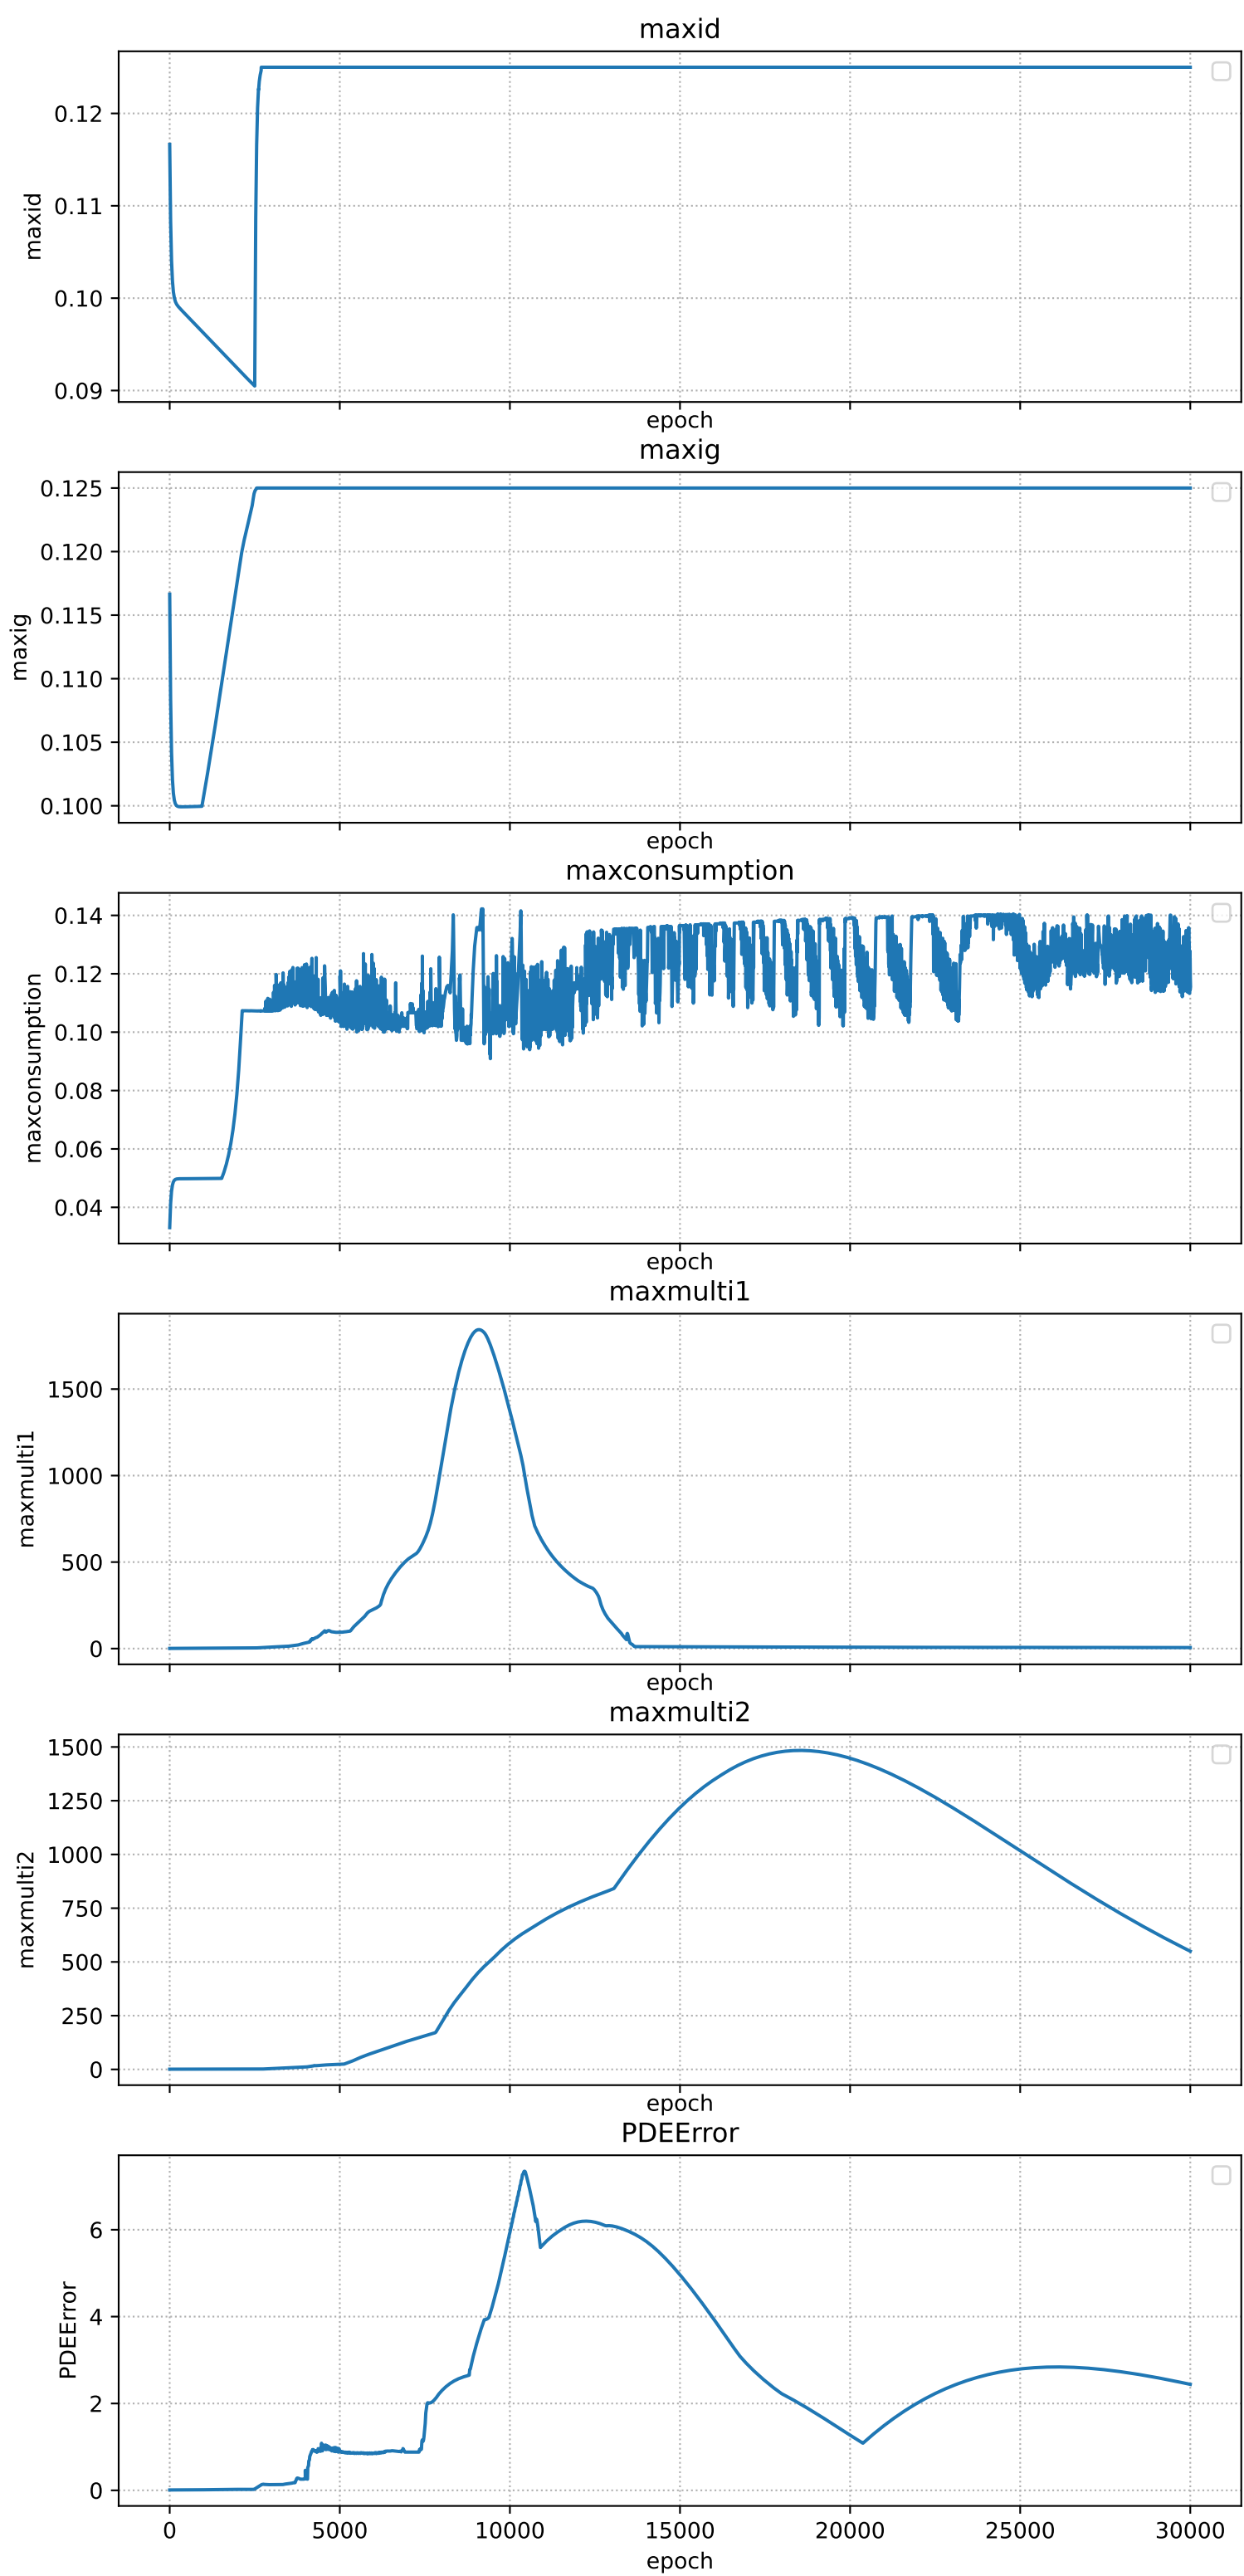 maxid
0.12
0.11
0.10
0.09
maxid
epoch
maxig
0.125
0.120
0.115
0.110
0.105
0.100
maxig
epoch
maxconsumption
0.14
0.12
0.10
0.08
0.06
0.04
maxconsumption
epoch
maxmulti1
1500
1000
500
0
maxmulti1
epoch
maxmulti2
1500
1250
1000
750
500
250
0
maxmulti2
epoch
PDEError
6
4
2
0
PDEError
0 5000 10000 15000 20000 25000 30000
epoch